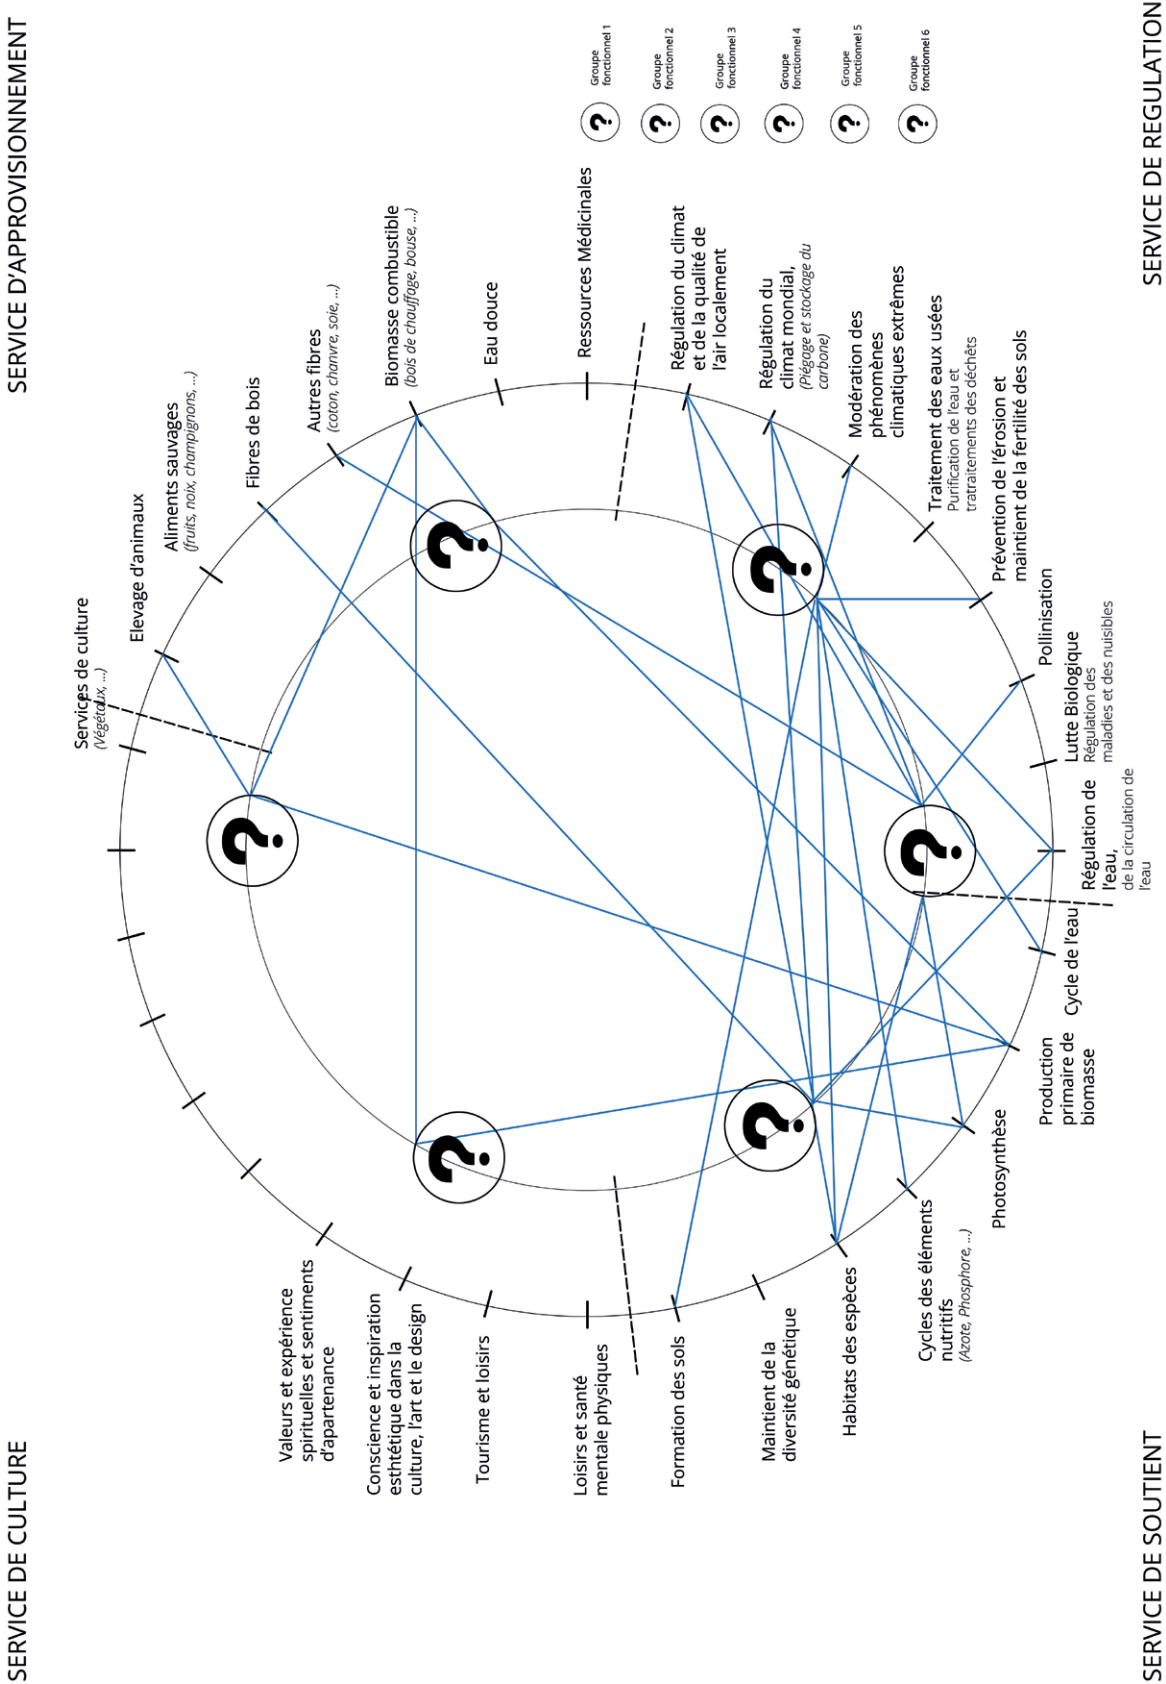 SERVICE DE CULTURE
SERVICE D'APPROVISIONNEMENT
Services de culture
(Végétaux, ...)
Elevage d'animaux
Aliments sauvages
(fruits, noix, champignons, ...)
Fibres de bois
Autres fibres
(coton, chanvre, soie, ...)
Biomasse combustible
(bois de chauffage, bouse, ...)
Eau douce
Ressources Médicinales
Régulation du climat
et de la qualité de
l'air localement
Régulation du
climat mondial,
(Piégage et stockage du
carbone)
Modération des
phénomènes
climatiques extrêmes
Traitement des eaux usées
Purification de l'eau et
tratraitements des déchêts
Prévention de l'érosion et
maintient de la fertilité des sols
Pollinisation
Lutte Biologique
Régulation des
maladies et des nuisibles
Régulation de
l'eau,
de la circulation de
l'eau
Cycle de l'eau
Production
primaire de
biomasse
Photosynthèse
Cycles des éléments
nutritifs
(Azote, Phosphore, ...)
Habitats des espèces
Maintient de la
diversité génétique
Formation des sols
Loisirs et santé
mentale physiques
Tourisme et loisirs
Conscience et inspiration
esthtétique dans la
culture, l'art et le design
Valeurs et expérience
spirituelles et sentiments
d'apartenance
?
?
?
?
?
?
? Groupe
fonctionnel 1
? Groupe
fonctionnel 2
? Groupe
fonctionnel 3
? Groupe
fonctionnel 4
? Groupe
fonctionnel 5
? Groupe
fonctionnel 6
SERVICE DE SOUTIENT
SERVICE DE REGULATION